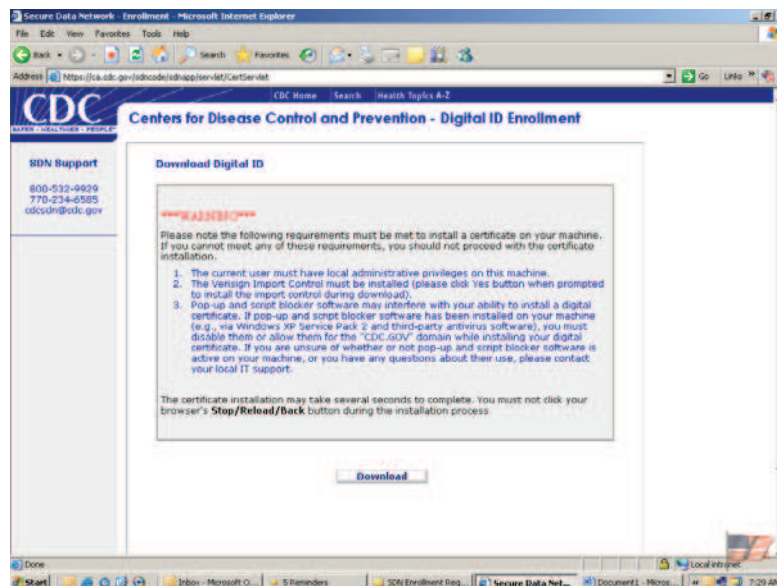 Secure Data Network - Enrollment - Microsoft Internet Explorer
File Edit View Favorites Tools Help
Back Search Favorites
Address https://ca.cdc.gov/sdncode/sdnapp/servlet/CertServlet Go Links »
CDC Home Search Health Topics A-Z
CDC
SAFER • HEALTHIER • PEOPLE™
Centers for Disease Control and Prevention - Digital ID Enrollment
SDN Support
800-532-9929
770-234-6585
cdcsdn@cdc.gov
Download Digital ID
***WARNING***
Please note the following requirements must be met to install a certificate on your machine.
If you cannot meet any of these requirements, you should not proceed with the certificate
installation.
1. The current user must have local administrative privileges on this machine.
2. The Verisign Import Control must be installed (please click Yes button when prompted
to install the import control during download).
3. Pop-up and script blocker software may interfere with your ability to install a digital
certificate. If pop-up and script blocker software has been installed on your machine
(e.g., via Windows XP Service Pack 2 and third-party antivirus software), you must
disable them or allow them for the "CDC.GOV" domain while installing your digital
certificate. If you are unsure of whether or not pop-up and script blocker software is
active on your machine, or you have any questions about their use, please contact
your local IT support.
The certificate installation may take several seconds to complete. You must not click your
browser's Stop/Reload/Back button during the installation process
Download
Done Local intranet
Start Inbox - Microsoft O... 5 Reminders SDN Enrollment Req... Secure Data Net... Document1 - Micros... 7:29 AM